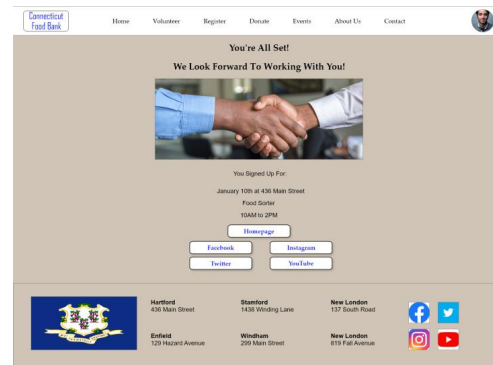 Connecticut
Food Bank
Home Volunteer Register Donate Events About Us Contact
You're All Set!
We Look Forward To Working With You!
You Signed Up For:
January 10th at 436 Main Street
Food Sorter
10AM to 2PM
Homepage
Facebook Instagram
Twitter YouTube
Hartford
436 Main Street
Stamford
1438 Winding Lane
New London
137 South Road
Enfield
129 Hazard Avenue
Windham
299 Main Street
New London
819 Fall Avenue